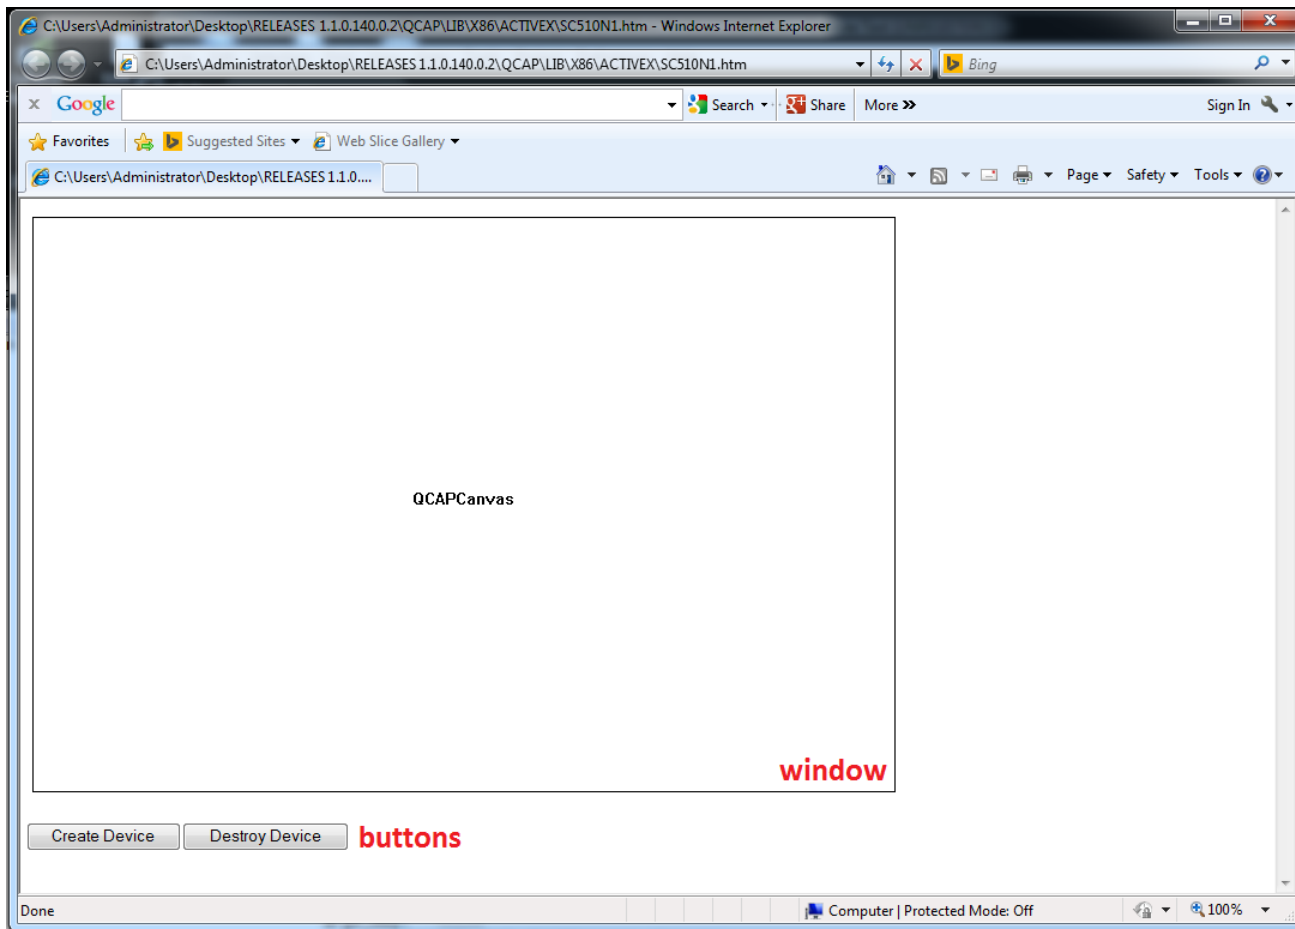 C:\Users\Administrator\Desktop\RELEASES 1.1.0.140.0.2\QCAP\LIB\X86\ACTIVEX\SC510N1.htm - Windows Internet Explorer
C:\Users\Administrator\Desktop\RELEASES 1.1.0.140.0.2\QCAP\LIB\X86\ACTIVEX\SC510N1.htm Bing
x Google Search Share More » Sign In
Favorites Suggested Sites Web Slice Gallery
C:\Users\Administrator\Desktop\RELEASES 1.1.0.... Page Safety Tools
QCAPCanvas
window
Create Device Destroy Device buttons
Done Computer | Protected Mode: Off 100%